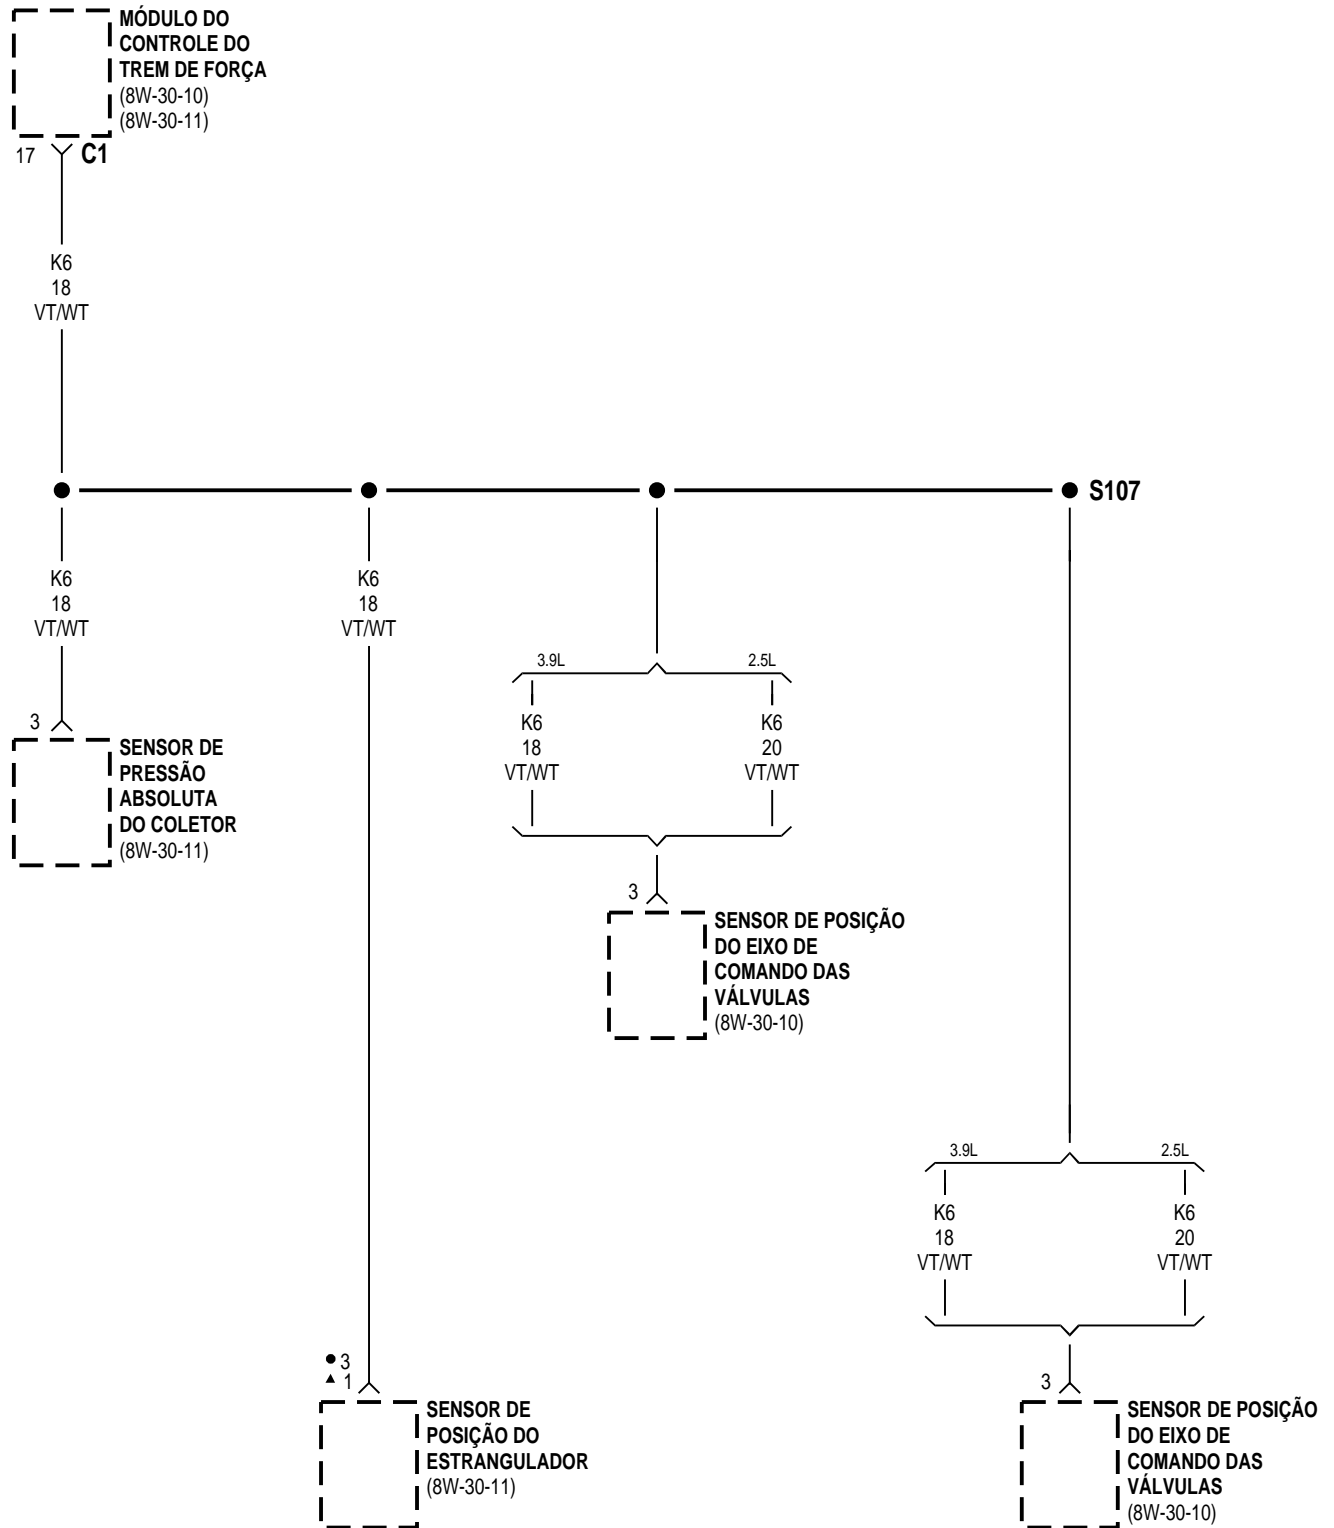 MÓDULO DO
CONTROLE DO
TREM DE FORÇA
(8W-30-10)
(8W-30-11)
17
C1
K6
18
VT/WT
S107
K6
18
VT/WT
K6
18
VT/WT
3.9L
2.5L
K6
18
VT/WT
K6
20
VT/WT
3
SENSOR DE
PRESSÃO
ABSOLUTA
DO COLETOR
(8W-30-11)
3
SENSOR DE POSIÇÃO
DO EIXO DE
COMANDO DAS
VÁLVULAS
(8W-30-10)
3.9L
2.5L
K6
18
VT/WT
K6
20
VT/WT
● 3
▲ 1
SENSOR DE
POSIÇÃO DO
ESTRANGULADOR
(8W-30-11)
3
SENSOR DE POSIÇÃO
DO EIXO DE
COMANDO DAS
VÁLVULAS
(8W-30-10)